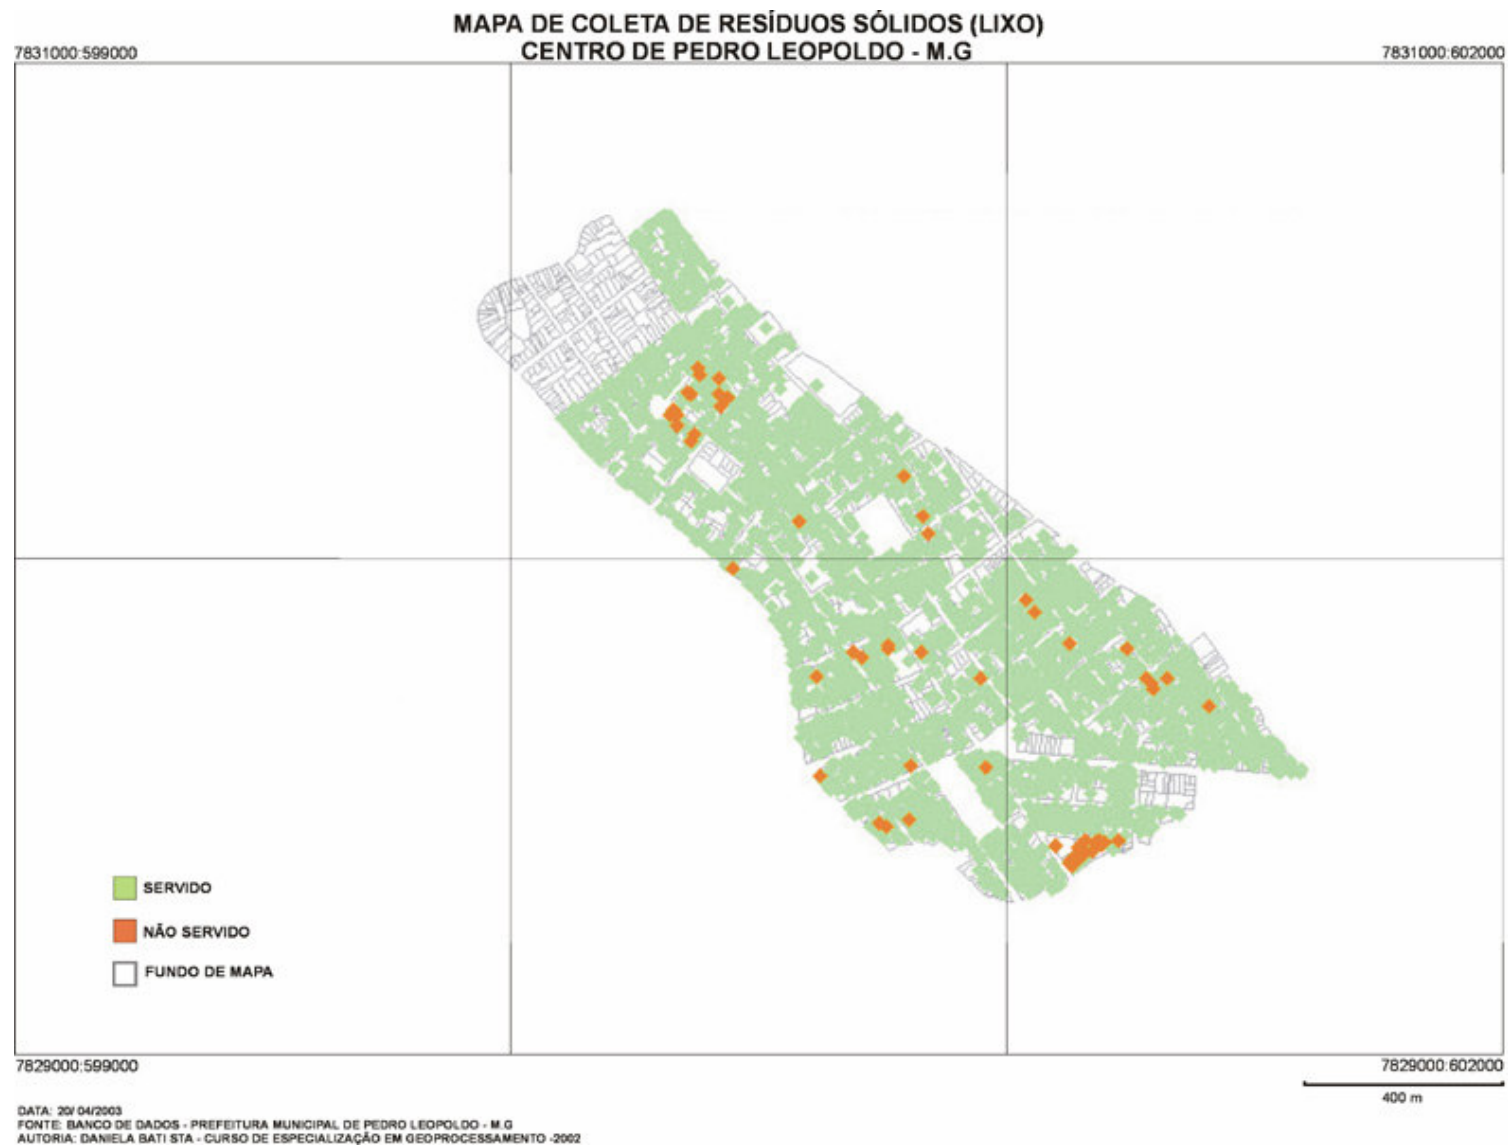 MAPA DE COLETA DE RESÍDUOS SÓLIDOS (LIXO)
CENTRO DE PEDRO LEOPOLDO - M.G
7831000:599000
7831000:602000
SERVIDO
NÃO SERVIDO
FUNDO DE MAPA
7829000:599000
7829000:602000
400 m
DATA: 20/ 04/2003
FONTE: BANCO DE DADOS - PREFEITURA MUNICIPAL DE PEDRO LEOPOLDO - M.G
AUTORIA: DANIELA BATI STA - CURSO DE ESPECIALIZAÇÃO EM GEOPROCESSAMENTO -2002